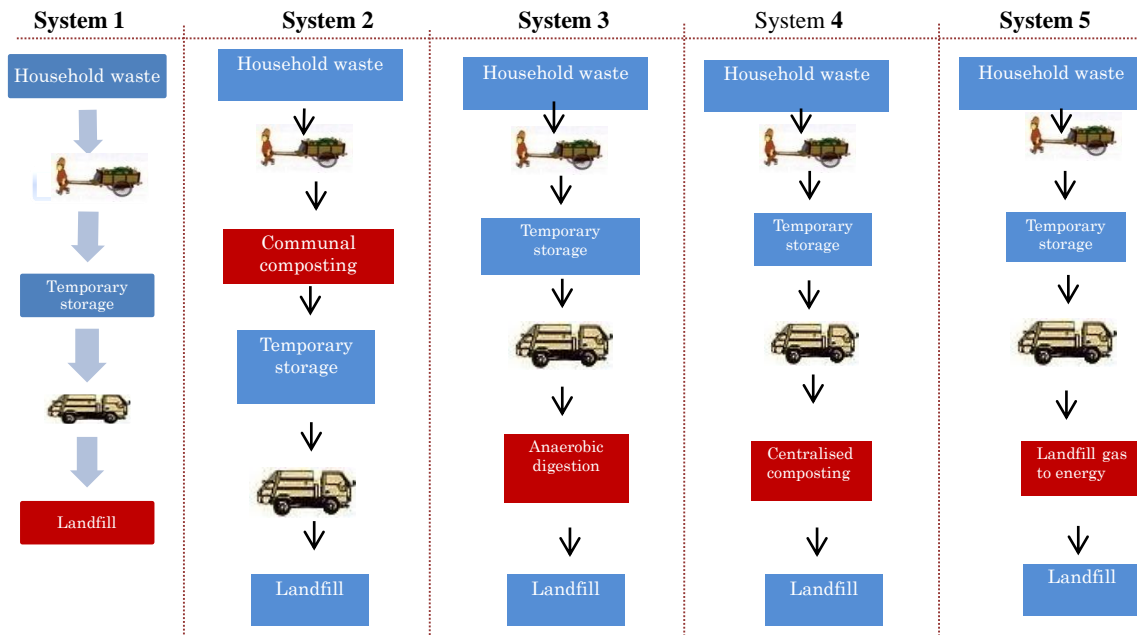 System 1
Household waste
Temporary
storage
Landfill
System 2
Household waste
Communal
composting
Temporary
storage
Landfill
System 3
Household waste
Temporary
storage
Anaerobic
digestion
Landfill
System 4
Household waste
Temporary
storage
Centralised
composting
Landfill
System 5
Household waste
Temporary
storage
Landfill gas
to energy
Landfill